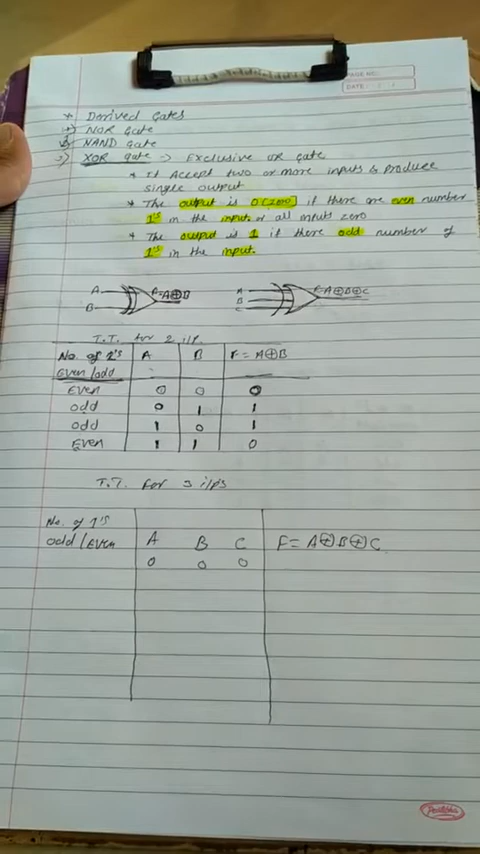 PAGE NO.:
DATE: / /
* Derived Gates
*) NOR Gate
*) NAND Gate
*) XOR gate -> Exclusive OR gate
* It Accept two or more inputs & produce
single output
* The output is 0 (zero) if there are even number
1's in the input or all inputs zero
* The output is 1 if there odd number of
1's in the input.
A B F=A⊕B
A B C F=A⊕B⊕C
T.T. for 2 i/p.
No. of 1's A B F = A⊕B
Even/odd
Even 0 0 0
odd 0 1 1
odd 1 0 1
Even 1 1 0
T.T. For 3 i/p's
No. of 1's
odd/Even A B C F= A⊕B⊕C
0 0 0